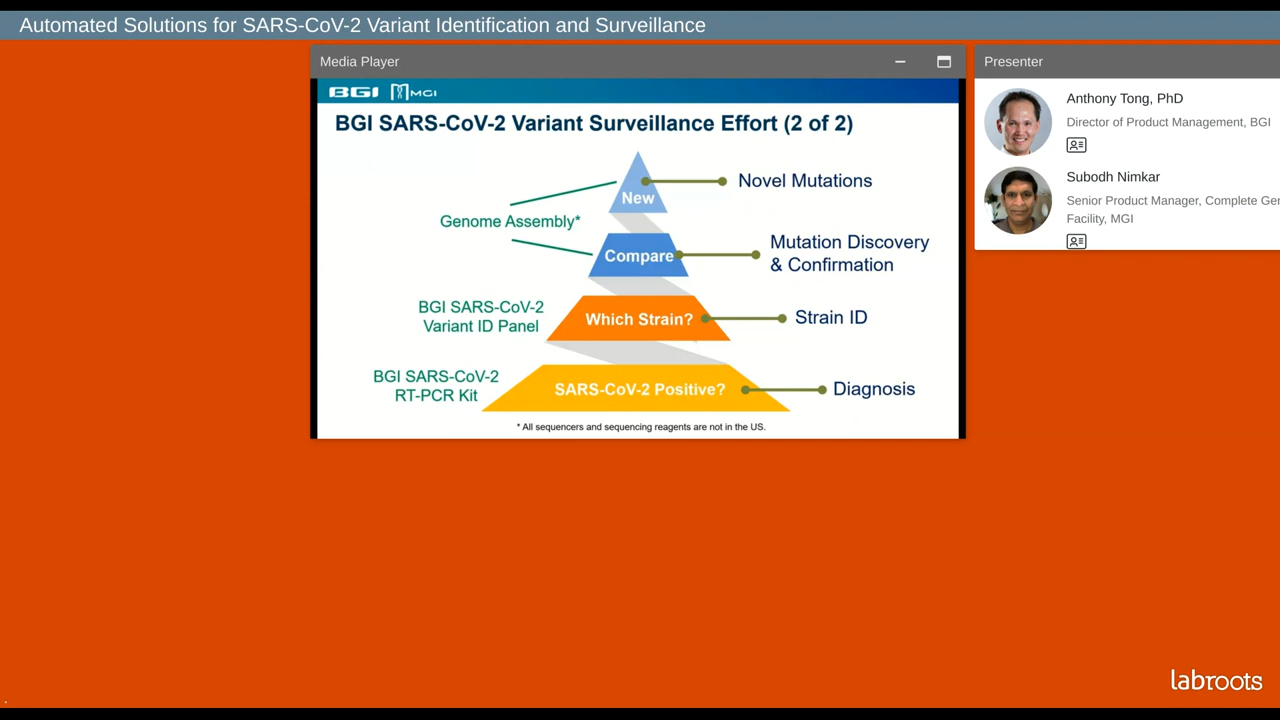 Automated Solutions for SARS-CoV-2 Variant Identification and Surveillance
Media Player
Presenter
BGI MGI
BGI SARS-CoV-2 Variant Surveillance Effort (2 of 2)
New
Novel Mutations
Genome Assembly*
Compare
Mutation Discovery
& Confirmation
BGI SARS-CoV-2
Variant ID Panel
Which Strain?
Strain ID
BGI SARS-CoV-2
RT-PCR Kit
SARS-CoV-2 Positive?
Diagnosis
* All sequencers and sequencing reagents are not in the US.
Anthony Tong, PhD
Director of Product Management, BGI
Subodh Nimkar
Senior Product Manager, Complete Ge
Facility, MGI
labroots